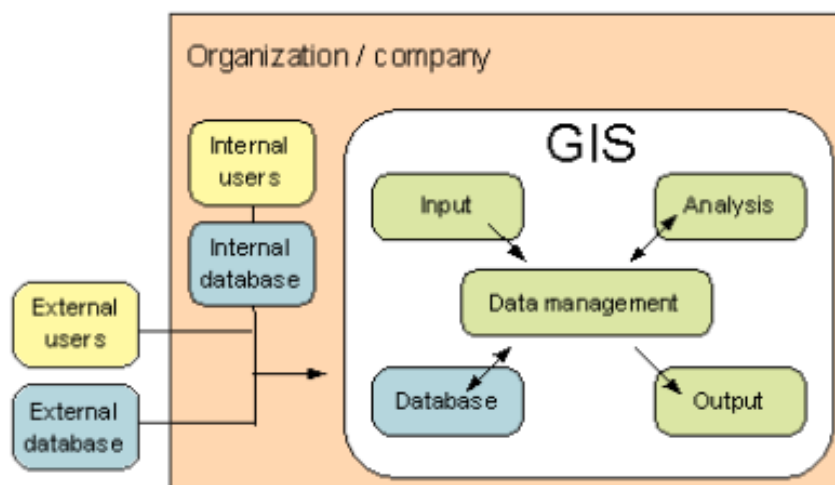 Organization / company
Internal
users
Internal
database
External
users
External
database
GIS
Input
Analysis
Data management
Database
Output